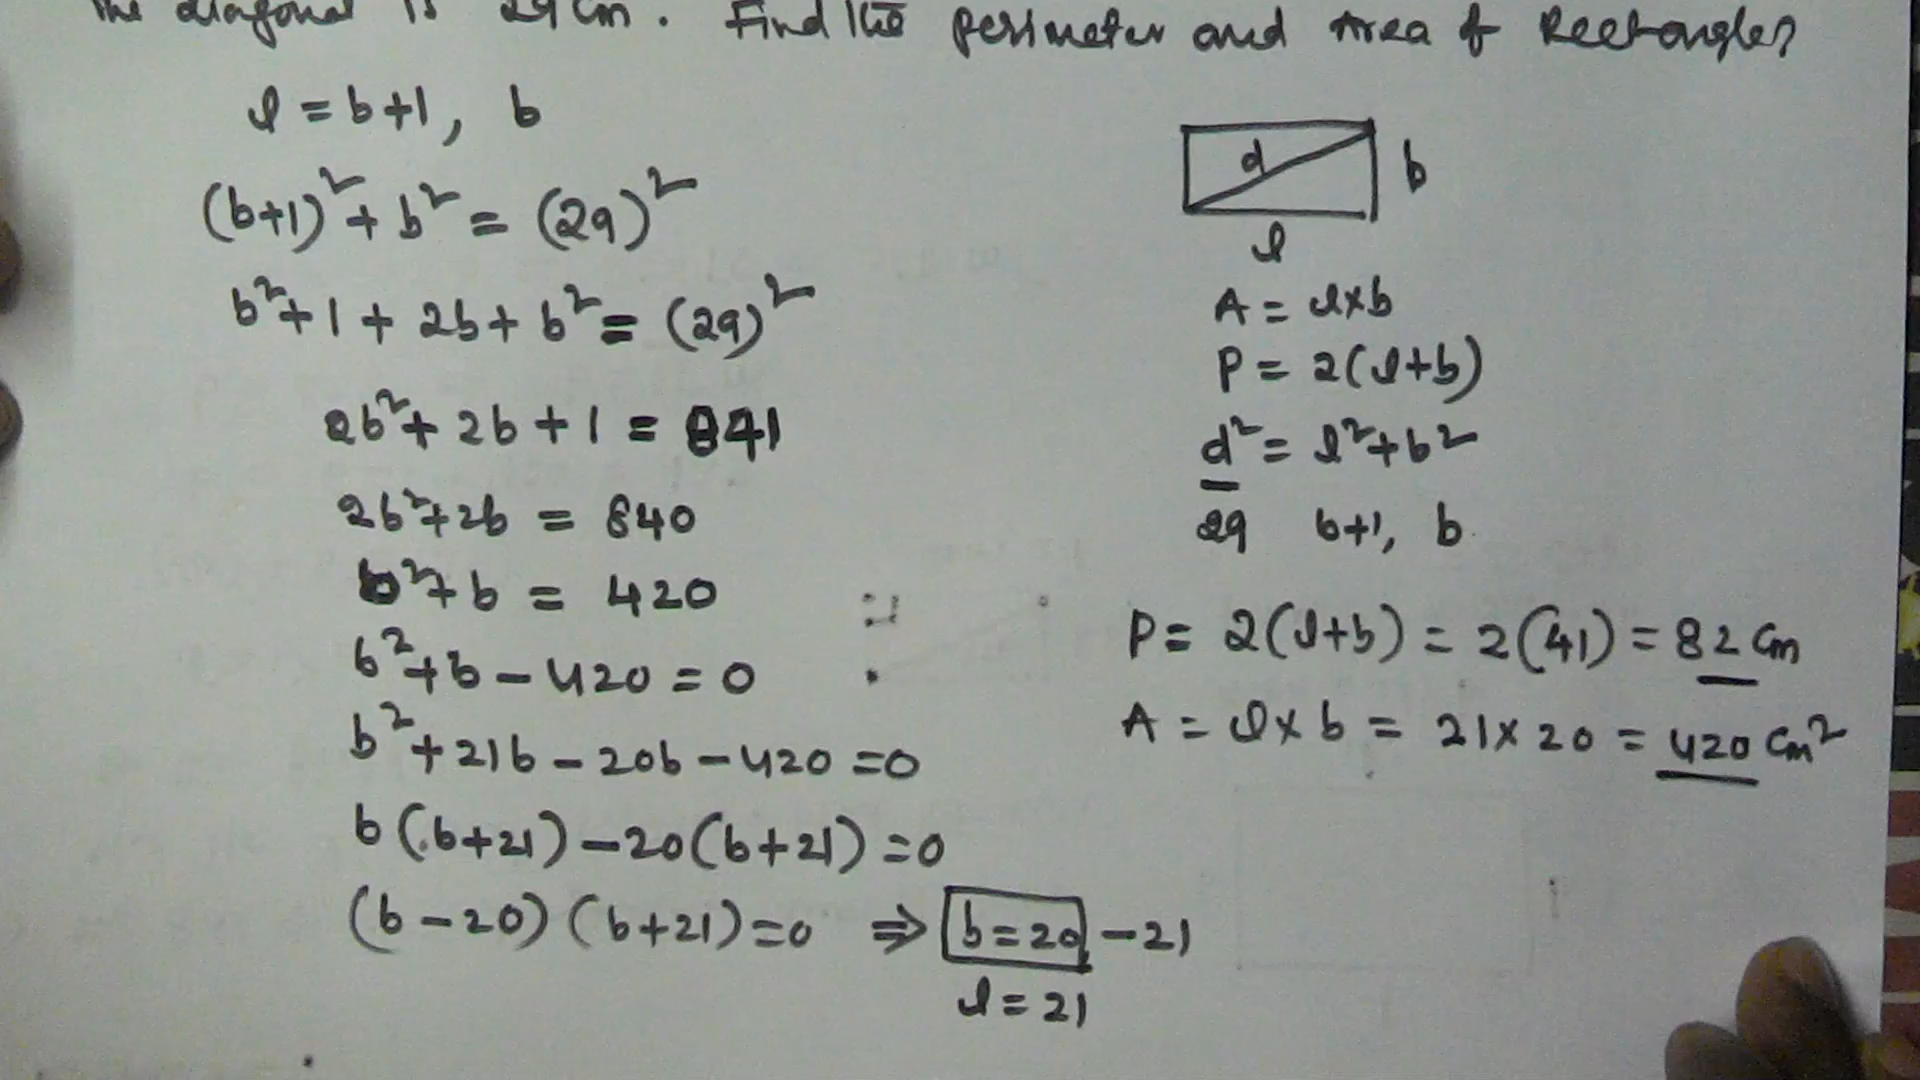 The diagonal is 29 cm. Find the perimeter and Area of Rectangle?
l = b+1, b
(b+1)² + b² = (29)²
b² + 1 + 2b + b² = (29)²
2b² + 2b + 1 = 841
2b² + 2b = 840
b² + b = 420
b² + b - 420 = 0
b² + 21b - 20b - 420 = 0
b(b+21) - 20(b+21) = 0
(b - 20)(b+21) = 0 ⇒ b = 20, -21
l = 21
d
b
l
A = l×b
P = 2(l+b)
d² = l² + b²
29 b+1, b
P = 2(l+b) = 2(41) = 82 cm
A = l × b = 21 × 20 = 420 cm²